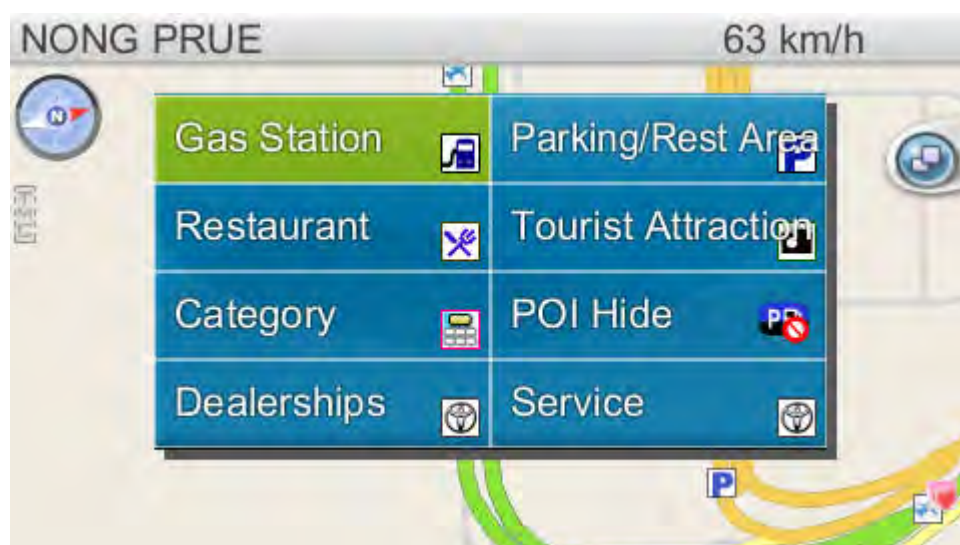 NONG PRUE 63 km/h
N
Gas Station Parking/Rest Area
P
Restaurant Tourist Attraction
Category POI Hide
Dealerships Service
P